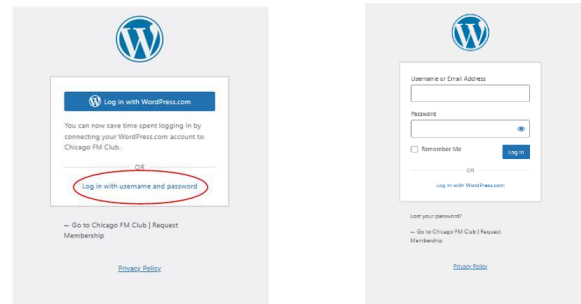 Log in with WordPress.com
You can now save time spent logging in by
connecting your WordPress.com account to
Chicago FM Club.
OR
Log in with username and password
← Go to Chicago FM Club | Request
Membership
Privacy Policy
Username or Email Address
Password
Remember Me
Log in
OR
Log in with WordPress.com
Lost your password?
← Go to Chicago FM Club | Request
Membership
Privacy Policy